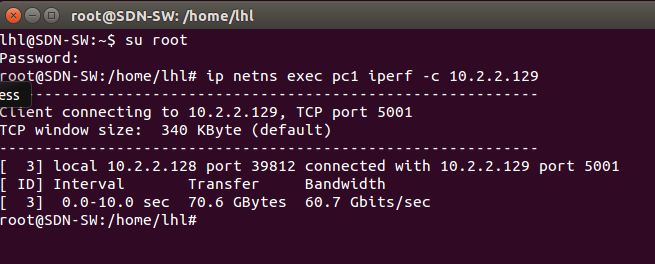 root@SDN-SW: /home/lhl
lhl@SDN-SW:~$ su root
Password:
root@SDN-SW:/home/lhl# ip netns exec pc1 iperf -c 10.2.2.129
ess
------------------------------------------------------------
Client connecting to 10.2.2.129, TCP port 5001
TCP window size:  340 KByte (default)
------------------------------------------------------------
[  3] local 10.2.2.128 port 39812 connected with 10.2.2.129 port 5001
[ ID] Interval       Transfer     Bandwidth
[  3]  0.0-10.0 sec  70.6 GBytes  60.7 Gbits/sec
root@SDN-SW:/home/lhl#